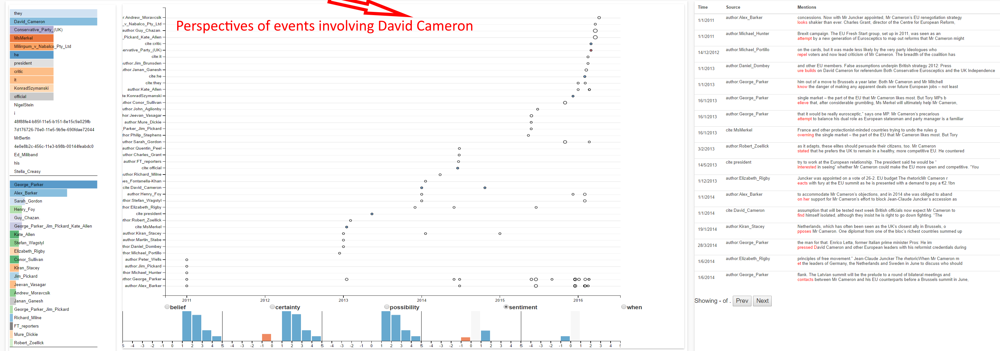 they
David_Cameron
Conservative_Party_(UK)
MsMerkel
Milirrpum_v_Nabalco_Pty_Ltd
he
president
critic
it
KonradSzymanski
official
NigelStein
i
48f88fe4-b85f-11e5-b151-8e15c9a029fb
7d176726-70e0-11e5-9b9e-690fdae72044
MrBertin
4e0e8b2c-456c-11e3-b98b-00144feabdc0
Ed_Miliband
his
Stella_Creasy
George_Parker
Alex_Barker
Sarah_Gordon
Henry_Foy
Guy_Chazan.
George_Parker_Jim_Pickard_Kate_Allen
Kate_Allen
Stefan_Wagstyl
Elizabeth_Rigby
Conor_Sullivan
Kiran_Stacey
Jim_Pickard
Jeevan_Vasagar
Andrew_Moravcsik
Janan_Ganesh
George_Parker_Jim_Pickard
Richard_Milne
FT_reporters
Mure_Dickie
Robert_Zoellick
Perspectives of events involving David Cameron
r:Andrew_Moravcsik
_v_Nabalco_Pty_Ltd
author:Guy_Chazan.
_Pickard_Kate_Allen
cite:critic
ervative_Party_(UK)
cite:it
uthor:Jim_Brunsden
uthor:Janan_Ganesh
cite:he
cite:they
author:Kate_Allen
te:KonradSzymanski
uthor:Conor_Sullivan
uthor:John_Aglionby
hor:Jeevan_Vasagar
author:Mure_Dickie
_Parker_Jim_Pickard
thor:Philip_Stephens
uthor:Sarah_Gordon
author:Quentin_Peel
uthor:Charles_Grant
author:FT_reporters
cite:official
author:Richard_Milne
nes_Fontanella-Khan
cite:David_Cameron
author:Henry_Foy
uthor:Stefan_Wagstyl
thor:Elizabeth_Rigby
cite:president
uthor:Robert_Zoellick
cite:MsMerkel
author:Kiran_Stacey
author:Martin_Stabe
thor:Daniel_Dombey
thor:Michael_Portillo
author:Peter_Wells
author:Jim_Pickard
thor:Michael_Hunter
uthor:George_Parker
author:Alex_Barker
2011 2012 2013 2014 2015 2016
belief certainty possibility sentiment when
5 -4 -3 -2 -1 0 1 2 3 4 5 -4 -3 -2 -1 0 1 2 3 4 5 -4 -3 -2 -1 0 1 2 3 4 5 -4 -3 -2 -1 0 1 2 3 4 5 -4 -3 -2 -1 0 1 2 3 4 5
Time Source Mentions
1/1/2011 author:Alex_Barker concessions. Now with Mr Juncker appointed, Mr Cameron's EU renegotiation strategy
looks shakier than ever. Charles Grant, director of the Centre for European Reform,
1/1/2011 author:Michael_Hunter Brexit campaign. The EU Fresh Start group, set up in 2011, was seen as an
attempt by a new generation of Eurosceptics to map out reforms that Mr Cameron might
14/12/2012 author:Michael_Portillo on the cards, but it was made less likely by the very party ideologues who
repel voters and now lead criticism of Mr Cameron. The breadth of the coalition has
1/1/2013 author:Daniel_Dombey and other EU members. False assumptions underpin British strategy 2012: Press
ure builds on David Cameron for referendum Both Conservative Eurosceptics and the UK Independence
1/1/2013 author:George_Parker him out of a move to Brussels a year later. Both Mr Cameron and Mr Mitchell
know the danger of making any apparent deals over future European jobs – not least
16/1/2013 author:George_Parker single market – the part of the EU that Mr Cameron likes most. But Tory MPs b
elieve that, after considerable grumbling, Ms Merkel will ultimately help Mr Cameron,
16/1/2013 author:George_Parker that it would be really eurosceptic,” says one MP. Mr Cameron's precarious
attempt to balance his dual role as European statesman and party manager is a familiar
16/1/2013 cite:MsMerkel France and other protectionist-minded countries trying to undo the rules g
overning the single market – the part of the EU that Mr Cameron likes most. But Tory
3/2/2013 author:Robert_Zoellick as it adapts, these elites should persuade their citizens, too. Mr Cameron
stated that he prefers the UK to remain in a healthy, more competitive EU. He countered
14/5/2013 cite:president try to work at the European relationship. The president said he would be “
interested in seeing” whether Mr Cameron could make the EU more open and competitive. “You
1/12/2013 author:Elizabeth_Rigby Juncker was appointed on a vote of 26-2. EU budget The rhetoricMr Cameron r
eacts with fury at the EU summit as he is presented with a demand to pay a €2.1bn
1/1/2014 author:Alex_Barker to accommodate Mr Cameron's objections, and in 2014 she was obliged to aband
on her support for Mr Cameron's effort to block Jean-Claude Juncker's accession as
1/1/2014 cite:David_Cameron assumption that will be tested next week British officials now expect Mr Cameron to
find himself isolated, although they insist he is right to go down fighting. “The
19/1/2014 author:Kiran_Stacey Netherlands, which has often been seen as the UK's closest ally in Brussels, o
pposes Mr Cameron. One diplomat from one of the bloc's richest countries summed up
28/3/2014 author:George_Parker the man for that. Enrico Letta, former Italian prime minister Pros: He im
pressed David Cameron and other European leaders with his reformist credentials during
1/6/2014 author:Elizabeth_Rigby principles of free movement.” Jean-Claude Juncker The rhetoricWhen Mr Cameron m
et the leaders of Germany, the Netherlands and Sweden in June to discuss who should
1/6/2014 author:George_Parker flank. The Latvian summit will be the prelude to a round of bilateral meetings and
contacts between Mr Cameron and his EU counterparts before a Brussels summit in June,
Showing - of . Prev Next